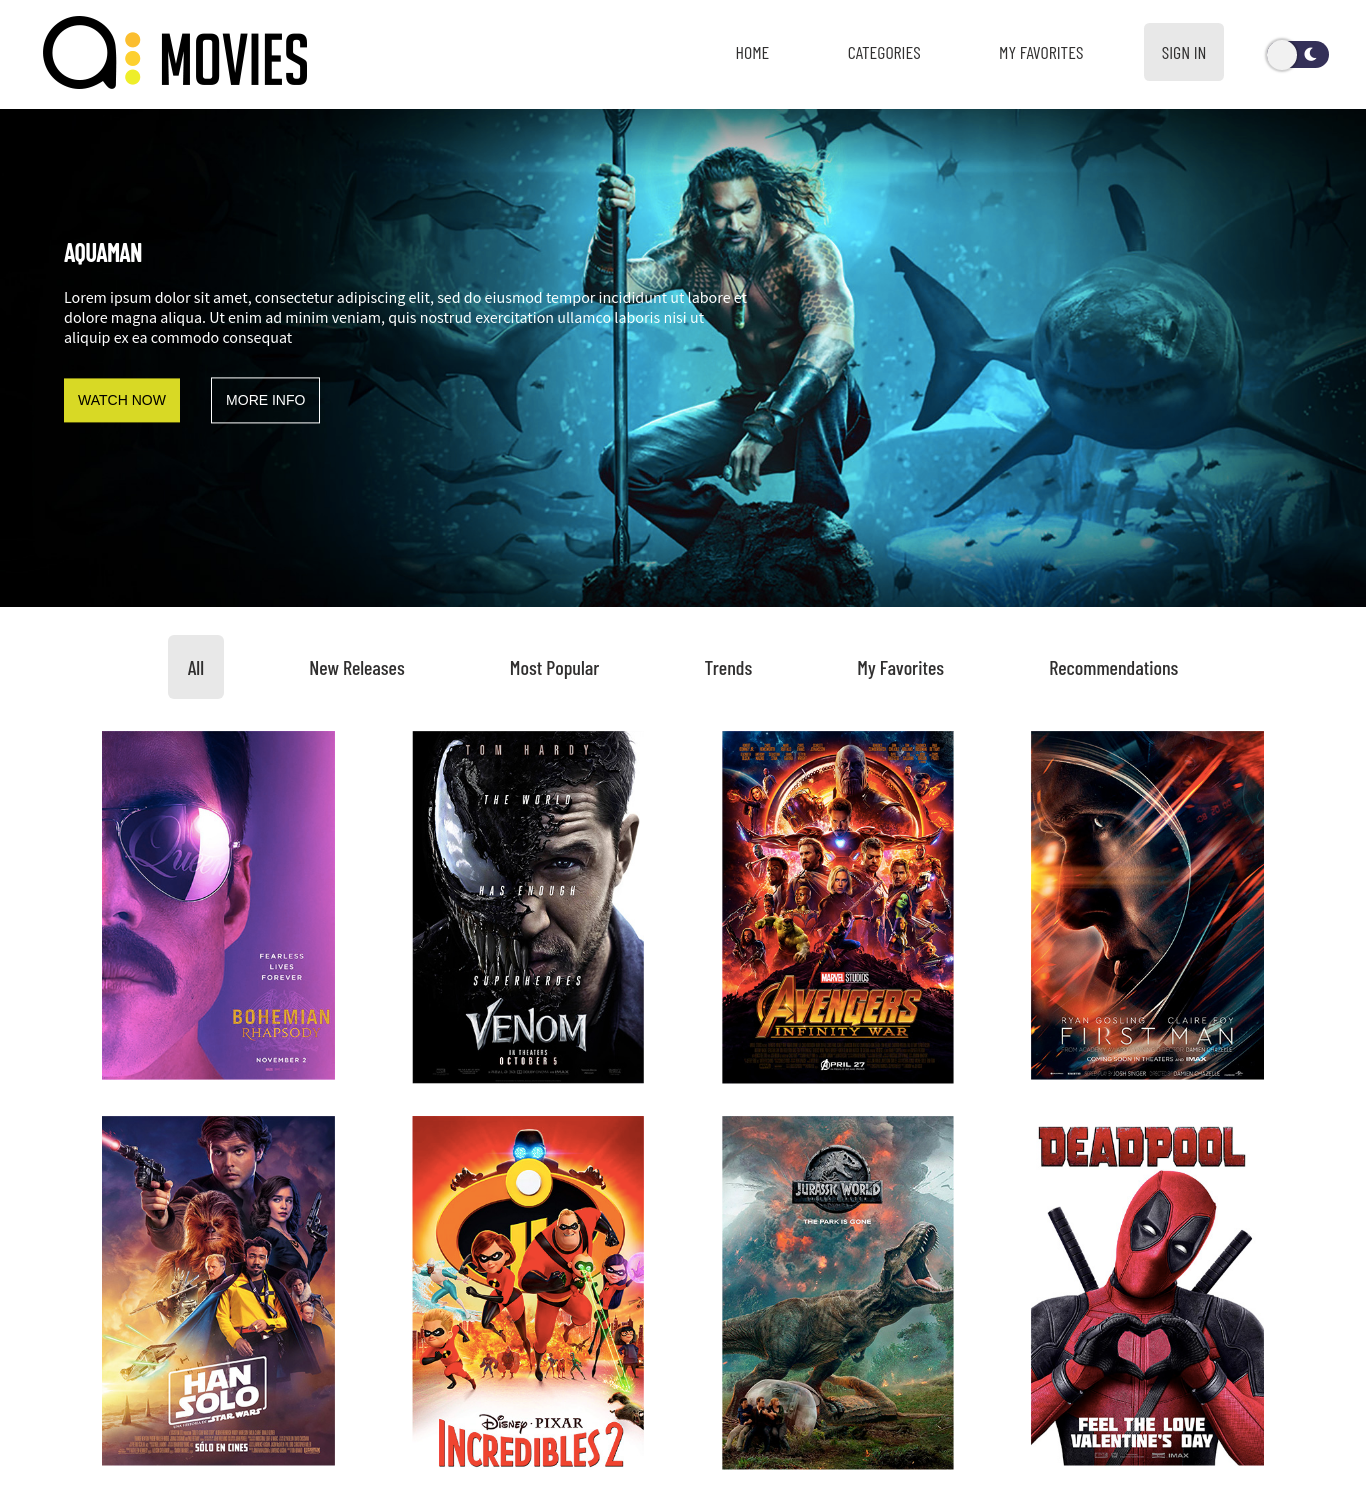 MOVIES
HOME
CATEGORIES
MY FAVORITES
SIGN IN
AQUAMAN
Lorem ipsum dolor sit amet, consectetur adipiscing elit, sed do eiusmod tempor incididunt ut labore et
dolore magna aliqua. Ut enim ad minim veniam, quis nostrud exercitation ullamco laboris nisi ut
aliquip ex ea commodo consequat
WATCH NOW
MORE INFO
All
New Releases
Most Popular
Trends
My Favorites
Recommendations
Queen
FEARLESS
LIVES
FOREVER
BOHEMIAN
RHAPSODY
NOVEMBER 2
TOM HARDY
THE WORLD
HAS ENOUGH
SUPERHEROES
VENOM
IN THEATERS
OCTOBER 5
MARVEL STUDIOS
AVENGERS
INFINITY WAR
APRIL 27
RYAN GOSLING CLAIRE FOY
FIRST MAN
COMING SOON IN THEATERS AND IMAX
HAN
SOLO
UNA HISTORIA DE STAR WARS
SÓLO EN CINES
DISNEY · PIXAR
INCREDIBLES 2
JURASSIC WORLD
THE PARK IS GONE
DEADPOOL
FEEL THE LOVE
VALENTINE'S DAY
IMAX